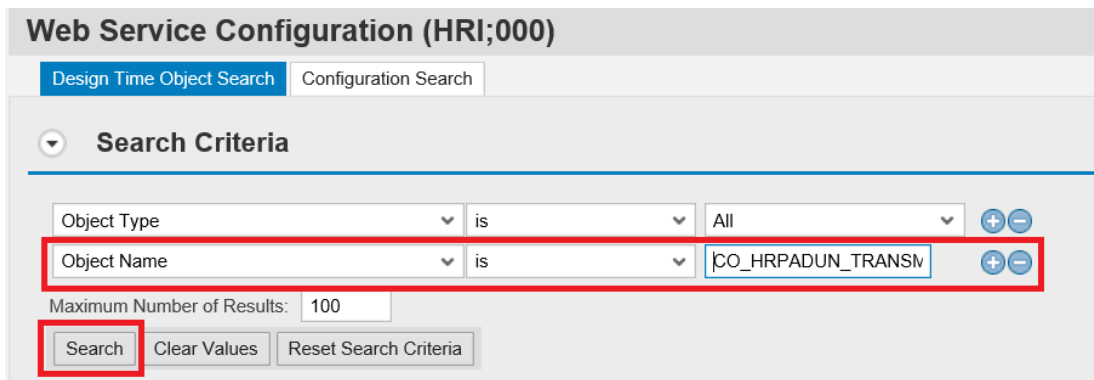 Web Service Configuration (HRI;000)
Design Time Object Search Configuration Search
Search Criteria
Object Type is All
Object Name is CO_HRPADUN_TRANSM
Maximum Number of Results: 100
Search Clear Values Reset Search Criteria